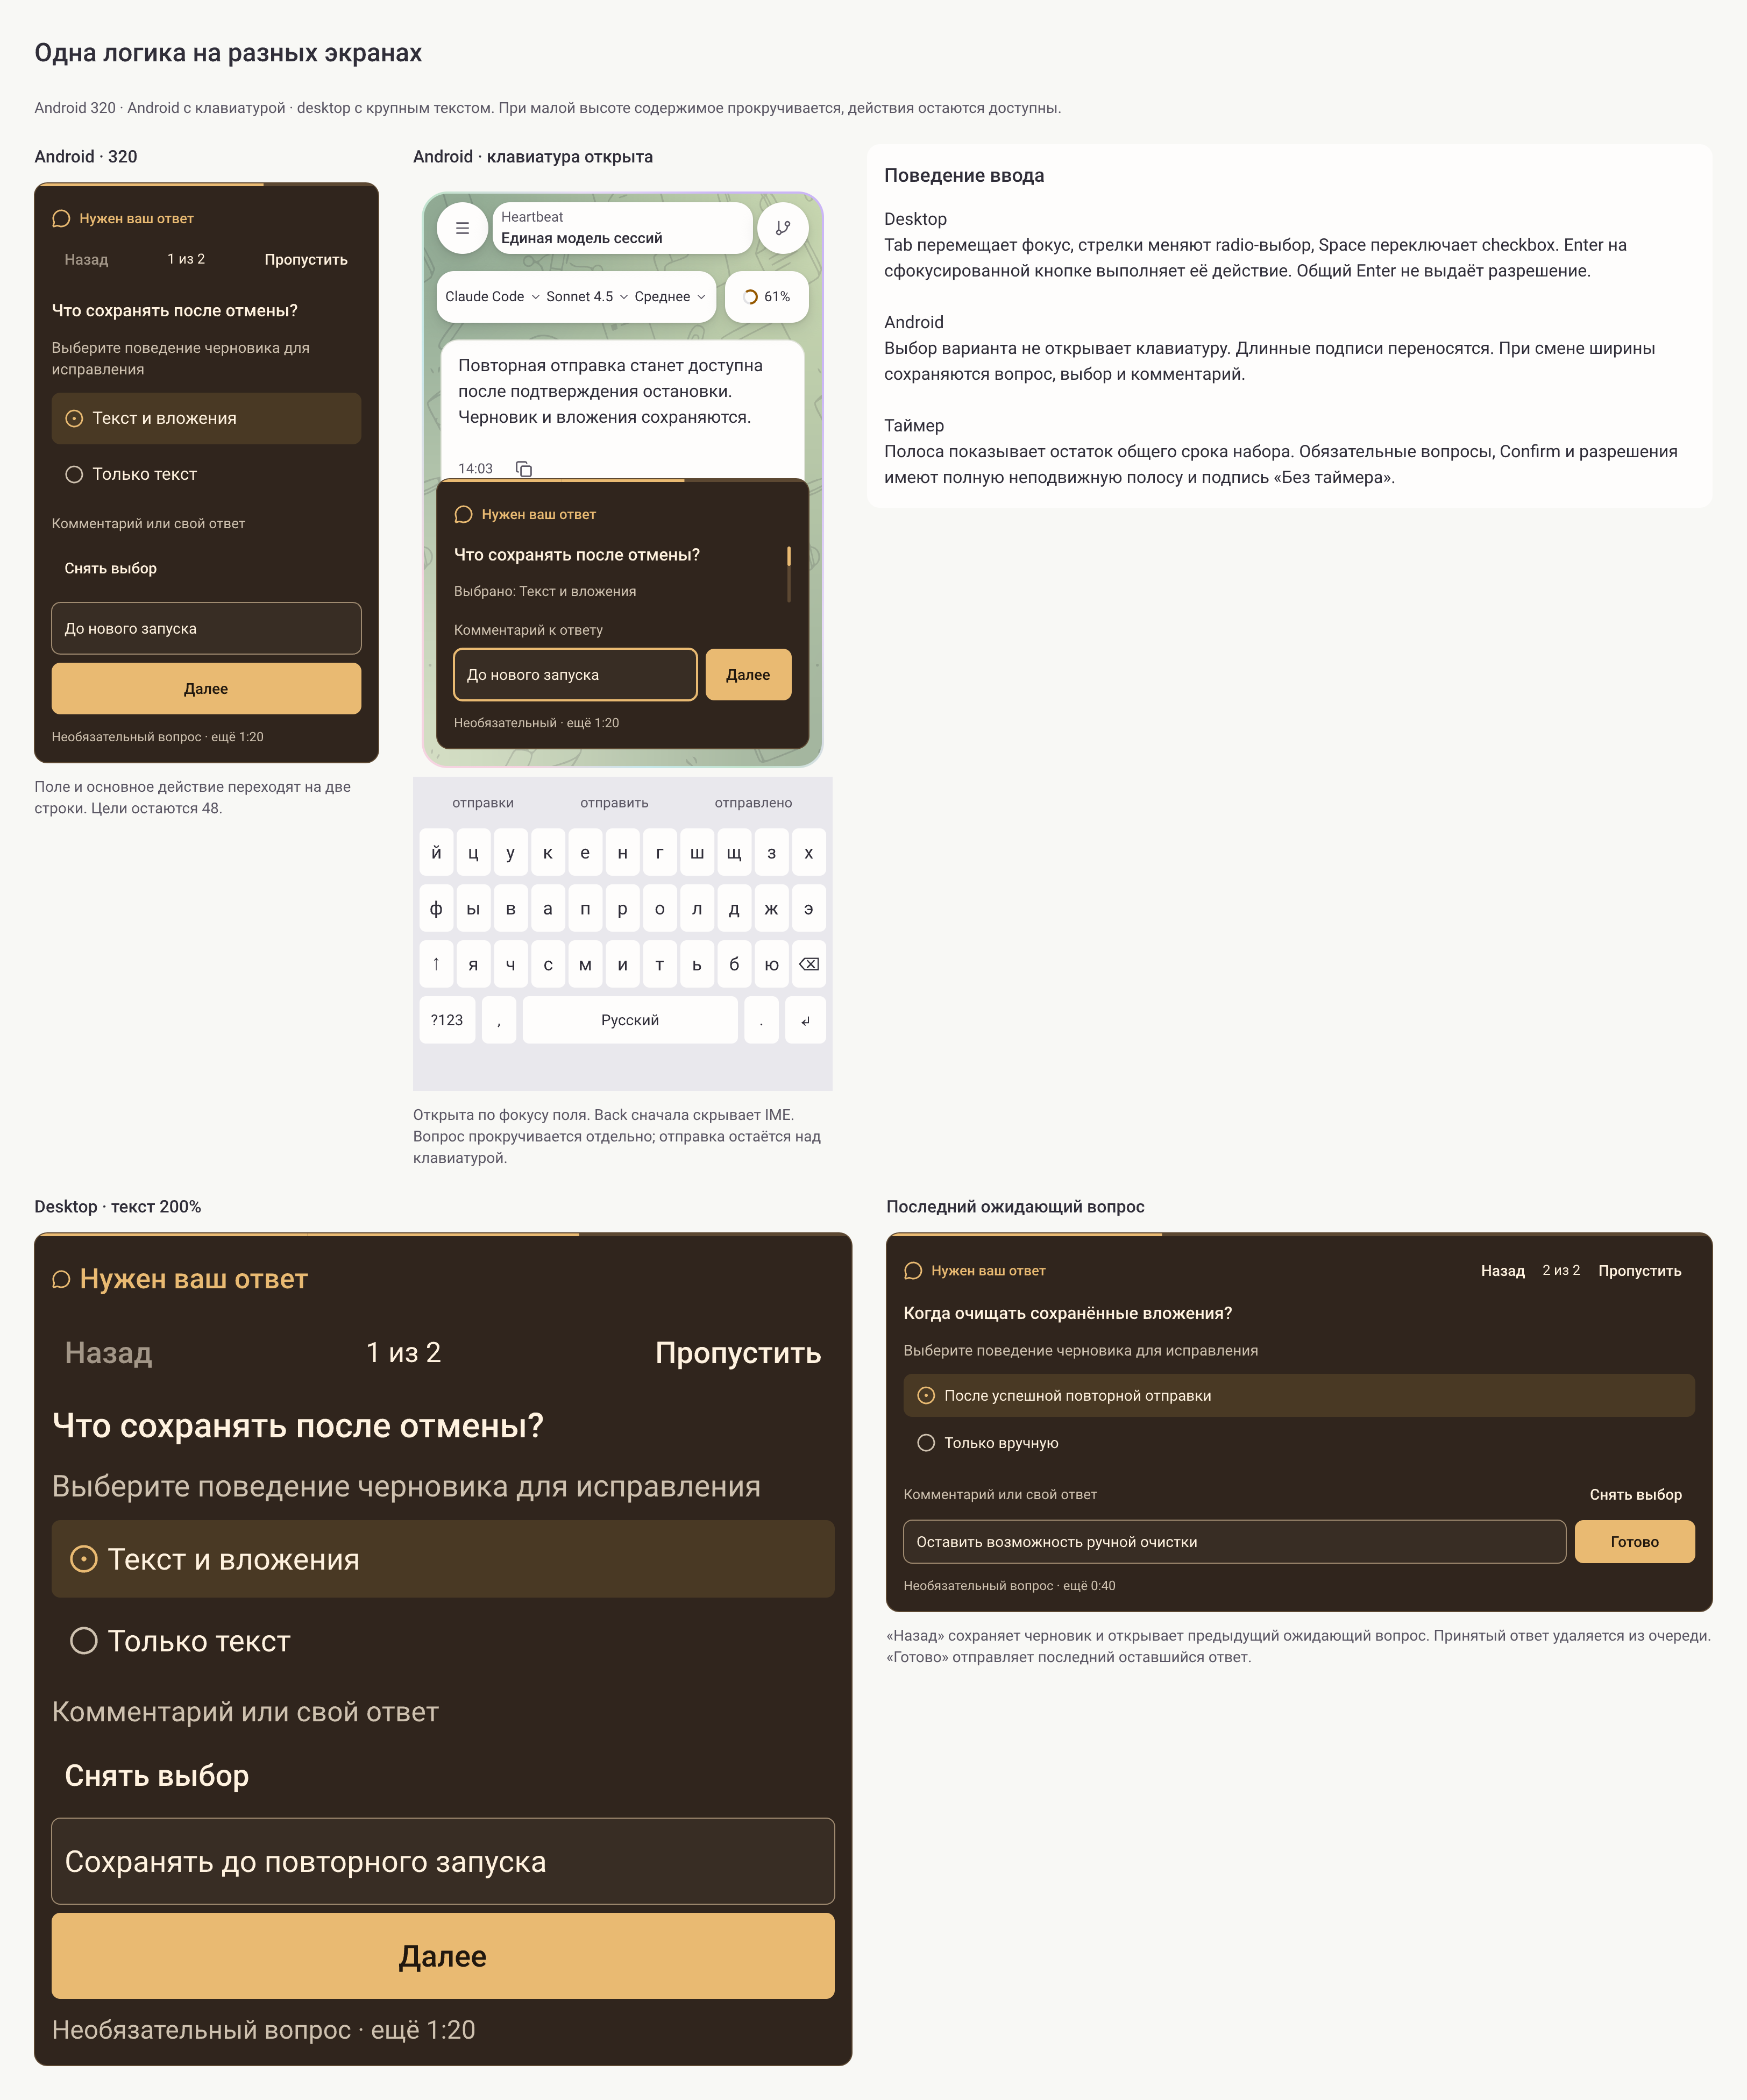 Одна логика на разных экранах
Android 320 · Android с клавиатурой · desktop с крупным текстом. При малой высоте содержимое прокручивается, действия остаются доступны.
Android · 320
Нужен ваш ответ
Назад
1 из 2
Пропустить
Что сохранять после отмены?
Выберите поведение черновика для
исправления
Текст и вложения
Только текст
Комментарий или свой ответ
Снять выбор
До нового запуска
Далее
Необязательный вопрос · ещё 1:20
Поле и основное действие переходят на две
строки. Цели остаются 48.
Android · клавиатура открыта
Heartbeat
Единая модель сессий
Claude Code
Sonnet 4.5
Среднее
61%
Повторная отправка станет доступна
после подтверждения остановки.
Черновик и вложения сохраняются.
14:03
Нужен ваш ответ
Что сохранять после отмены?
Выбрано: Текст и вложения
Комментарий к ответу
До нового запуска
Далее
Необязательный · ещё 1:20
отправки отправить отправлено
й ц у к е н г ш щ з х
ф ы в а п р о л д ж э
↑ я ч с м и т ь б ю ⌫
?123 , Русский . ↲
Открыта по фокусу поля. Back сначала скрывает IME.
Вопрос прокручивается отдельно; отправка остаётся над
клавиатурой.
Поведение ввода
Desktop
Tab перемещает фокус, стрелки меняют radio-выбор, Space переключает checkbox. Enter на
сфокусированной кнопке выполняет её действие. Общий Enter не выдаёт разрешение.
Android
Выбор варианта не открывает клавиатуру. Длинные подписи переносятся. При смене ширины
сохраняются вопрос, выбор и комментарий.
Таймер
Полоса показывает остаток общего срока набора. Обязательные вопросы, Confirm и разрешения
имеют полную неподвижную полосу и подпись «Без таймера».
Desktop · текст 200%
Нужен ваш ответ
Назад
1 из 2
Пропустить
Что сохранять после отмены?
Выберите поведение черновика для исправления
Текст и вложения
Только текст
Комментарий или свой ответ
Снять выбор
Сохранять до повторного запуска
Далее
Необязательный вопрос · ещё 1:20
Последний ожидающий вопрос
Нужен ваш ответ
Назад
2 из 2
Пропустить
Когда очищать сохранённые вложения?
Выберите поведение черновика для исправления
После успешной повторной отправки
Только вручную
Комментарий или свой ответ
Снять выбор
Оставить возможность ручной очистки
Готово
Необязательный вопрос · ещё 0:40
«Назад» сохраняет черновик и открывает предыдущий ожидающий вопрос. Принятый ответ удаляется из очереди.
«Готово» отправляет последний оставшийся ответ.